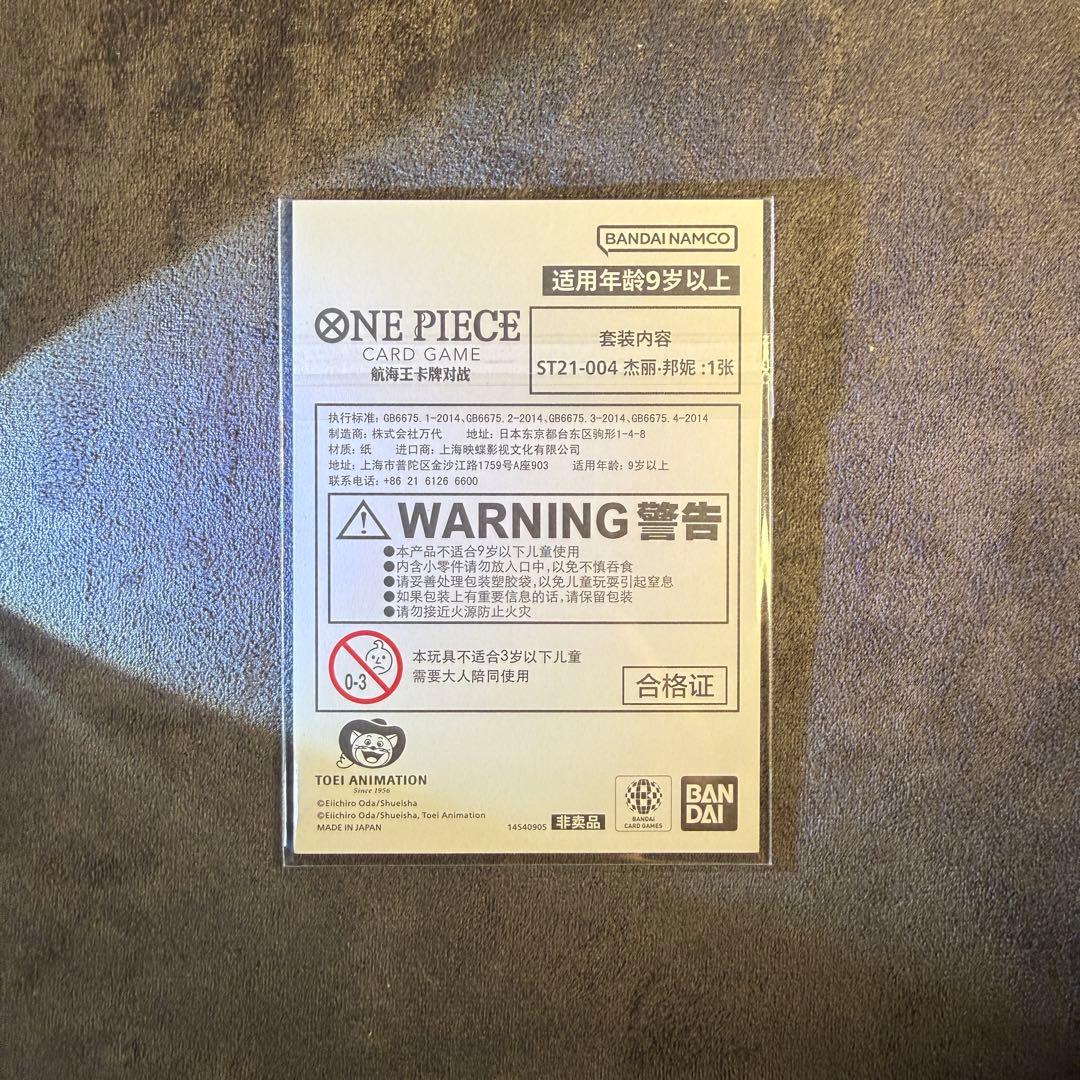 BANDAI NAMCO
适用年龄9岁以上
ONE PIECE
CARD GAME
航海王卡牌对战
套装内容
ST21-004 杰丽·邦妮 :1张
执行标准: GB6675.1-2014、GB6675.2-2014、GB6675.3-2014、GB6675.4-2014
制造商: 株式会社万代 地址: 日本东京都台东区驹形1-4-8
材质: 纸 进口商: 上海映蝶影视文化有限公司
地址: 上海市普陀区金沙江路1759号A座903 适用年龄: 9岁以上
联系电话: +86 21 6126 6600
WARNING 警告
●本产品不适合9岁以下儿童使用
●内含小零件请勿放入口中,以免不慎吞食
●请妥善处理包装塑胶袋,以免儿童玩耍引起窒息
●如果包装上有重要信息的话,请保留包装
●请勿接近火源防止火灾
0-3
本玩具不适合3岁以下儿童
需要大人陪同使用
合格证
TOEI ANIMATION
Since 1956
©Eiichiro Oda/Shueisha
©Eiichiro Oda/Shueisha, Toei Animation
MADE IN JAPAN
14540905 非卖品
BANDAI
CARD GAMES
BAN
DAI